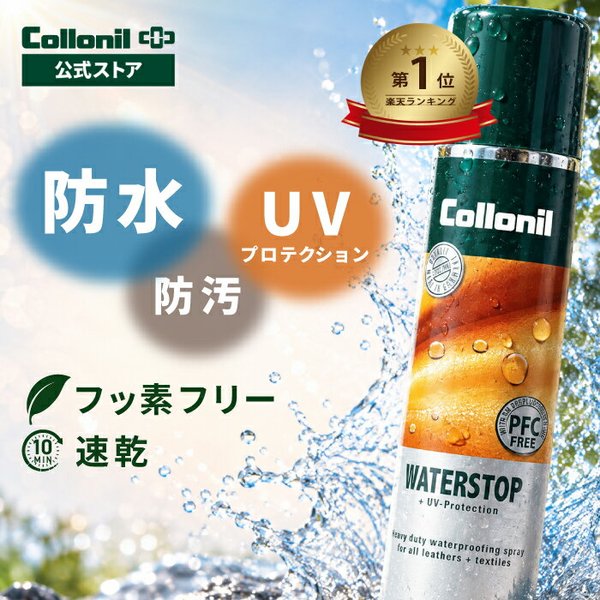 Collonil
公式ストア
第1位
楽天ランキング
防水
UV
プロテクション
防汚
フッ素フリー
10
MIN
速乾
Collonil
PFC
FREE
WATERSTOP
+ UV-Protection
Heavy duty waterproofing spray
for all leathers + textiles